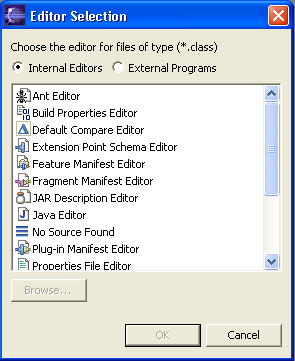 Editor Selection
Choose the editor for files of type (*.class)
Internal Editors External Programs
Ant Editor
Build Properties Editor
Default Compare Editor
Extension Point Schema Editor
Feature Manifest Editor
Fragment Manifest Editor
JAR Description Editor
Java Editor
No Source Found
Plug-in Manifest Editor
Properties File Editor
Browse...
OK Cancel